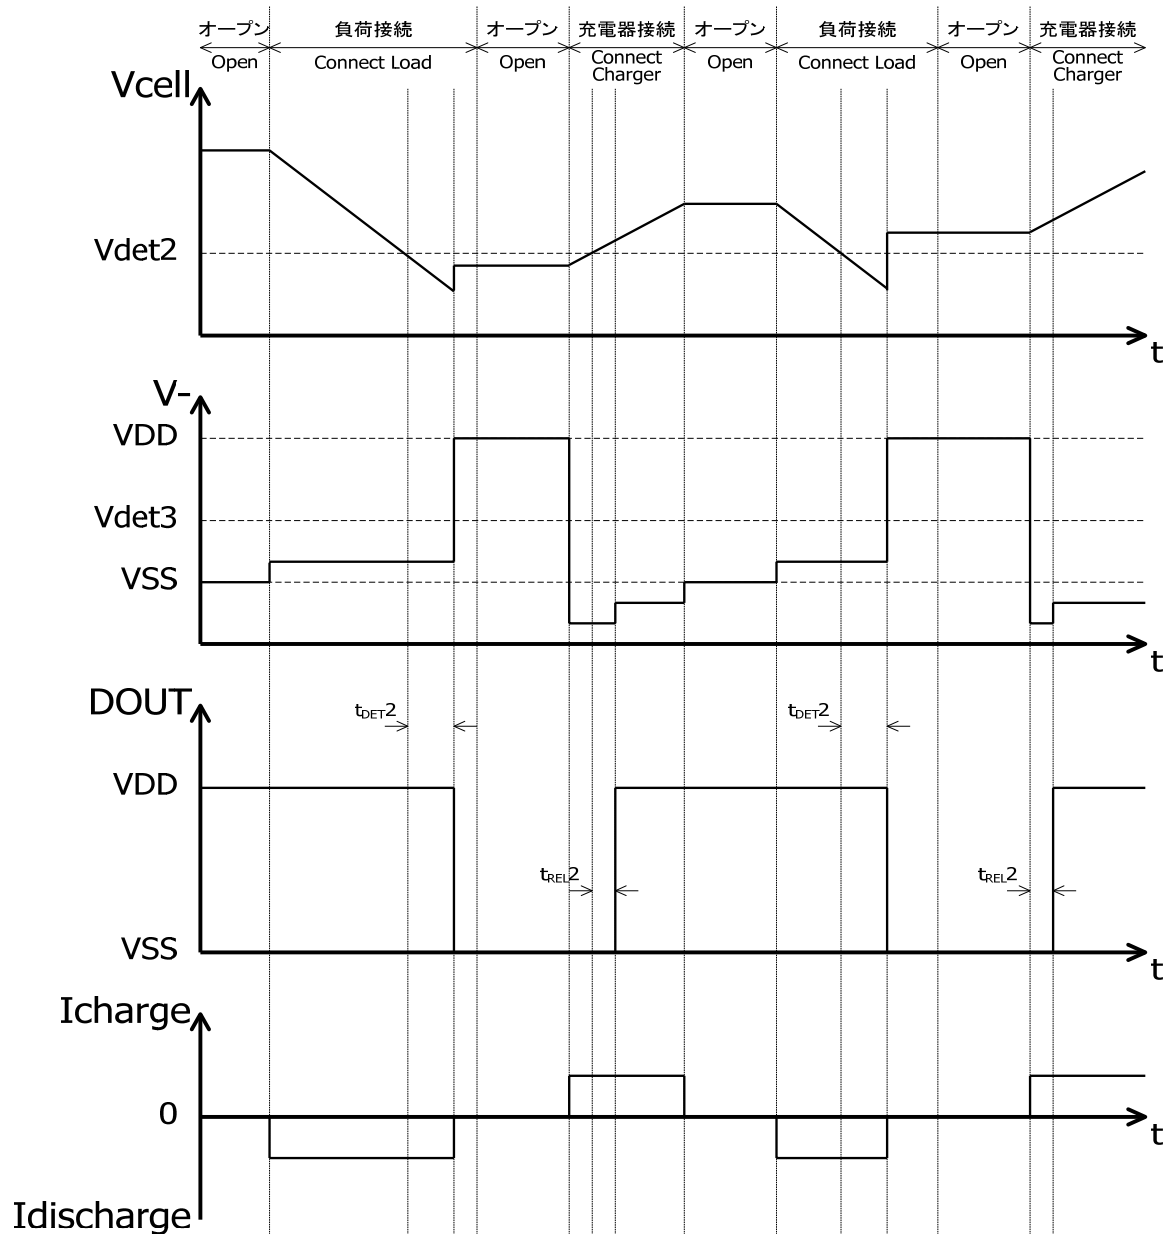 オープン 負荷接続 オープン 充電器接続 オープン 負荷接続 オープン 充電器接続
Open Connect Load Open Connect Charger Open Connect Load Open Connect Charger
Vcell
Vdet2
t
V-
VDD
Vdet3
VSS
t
DOUT
tDET2 tDET2
VDD
tREL2 tREL2
VSS
t
Icharge
0
t
Idischarge